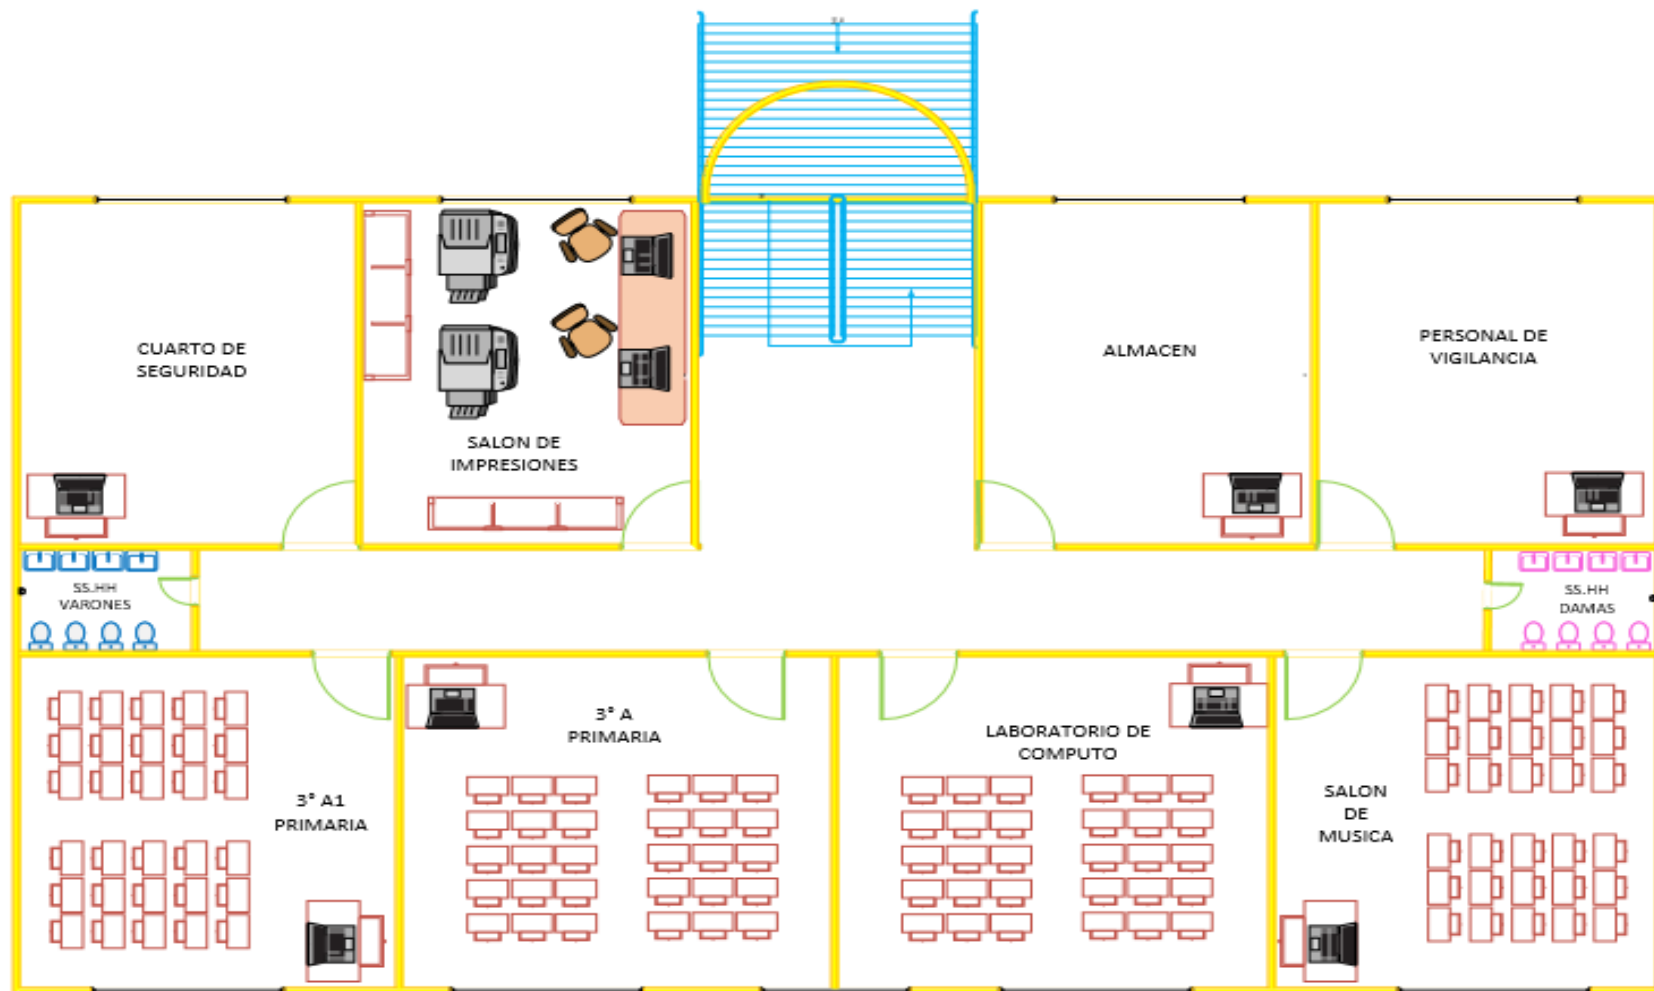 CUARTO DE
SEGURIDAD
SALON DE
IMPRESIONES
ALMACEN
PERSONAL DE
VIGILANCIA
SS.HH
VARONES
SS.HH
DAMAS
3° A1
PRIMARIA
3° A
PRIMARIA
LABORATORIO DE
COMPUTO
SALON
DE
MUSICA